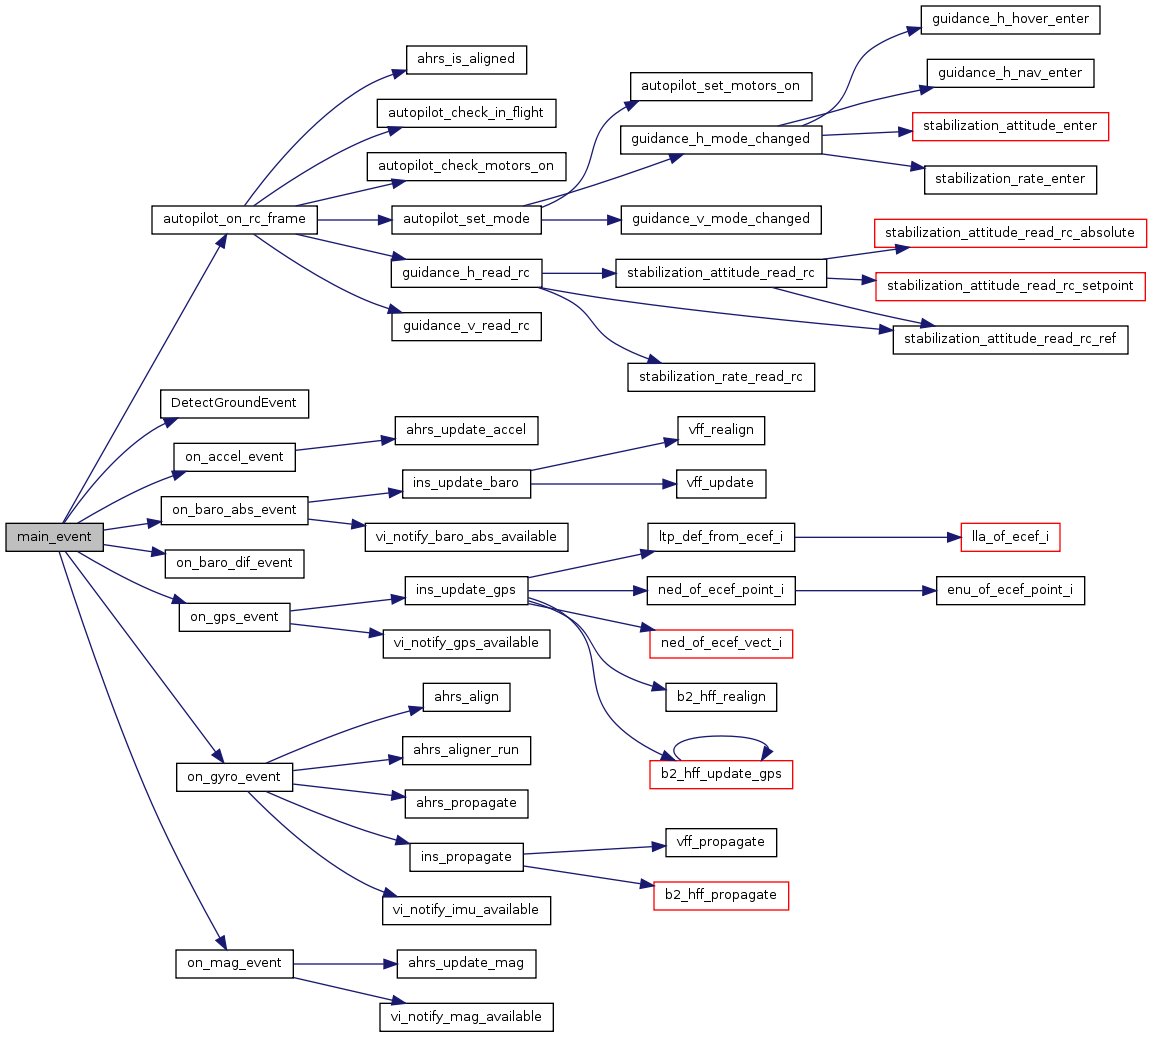 guidance_h_hover_enter
ahrs_is_aligned
guidance_h_nav_enter
autopilot_set_motors_on
autopilot_check_in_flight
stabilization_attitude_enter
guidance_h_mode_changed
autopilot_check_motors_on
stabilization_rate_enter
autopilot_on_rc_frame
autopilot_set_mode
guidance_v_mode_changed
stabilization_attitude_read_rc_absolute
guidance_h_read_rc
stabilization_attitude_read_rc
stabilization_attitude_read_rc_setpoint
guidance_v_read_rc
stabilization_attitude_read_rc_ref
stabilization_rate_read_rc
DetectGroundEvent
ahrs_update_accel
vff_realign
on_accel_event
ins_update_baro
vff_update
on_baro_abs_event
main_event
vi_notify_baro_abs_available
ltp_def_from_ecef_i
lla_of_ecef_i
on_baro_dif_event
ins_update_gps
ned_of_ecef_point_i
enu_of_ecef_point_i
on_gps_event
vi_notify_gps_available
ned_of_ecef_vect_i
ahrs_align
b2_hff_realign
ahrs_aligner_run
on_gyro_event
b2_hff_update_gps
ahrs_propagate
vff_propagate
ins_propagate
b2_hff_propagate
vi_notify_imu_available
on_mag_event
ahrs_update_mag
vi_notify_mag_available